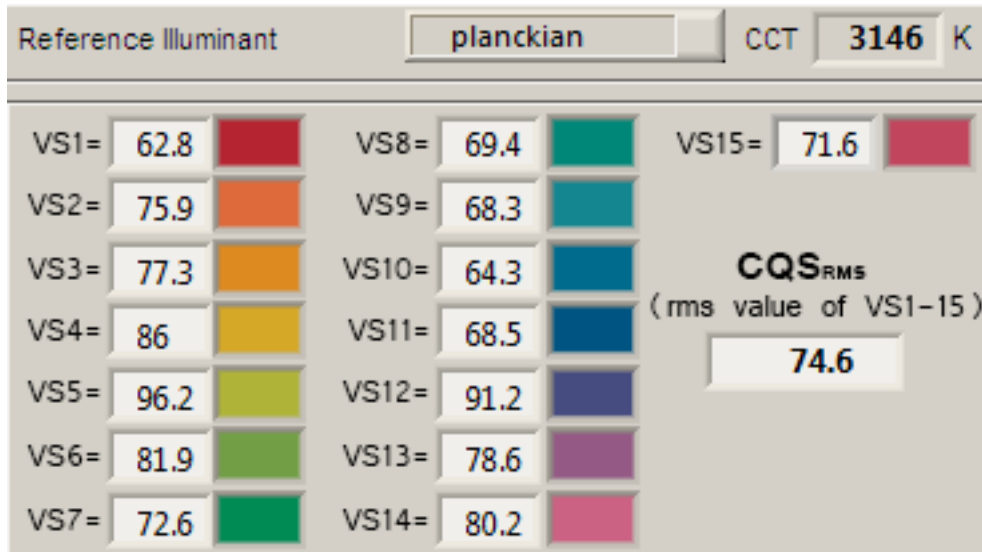 Reference Illuminant planckian CCT 3146 K
VS1= 62.8 VS8= 69.4 VS15= 71.6
VS2= 75.9 VS9= 68.3
VS3= 77.3 VS10= 64.3 CQSRMS
VS4= 86 VS11= 68.5 (rms value of VS1-15)
VS5= 96.2 VS12= 91.2 74.6
VS6= 81.9 VS13= 78.6
VS7= 72.6 VS14= 80.2